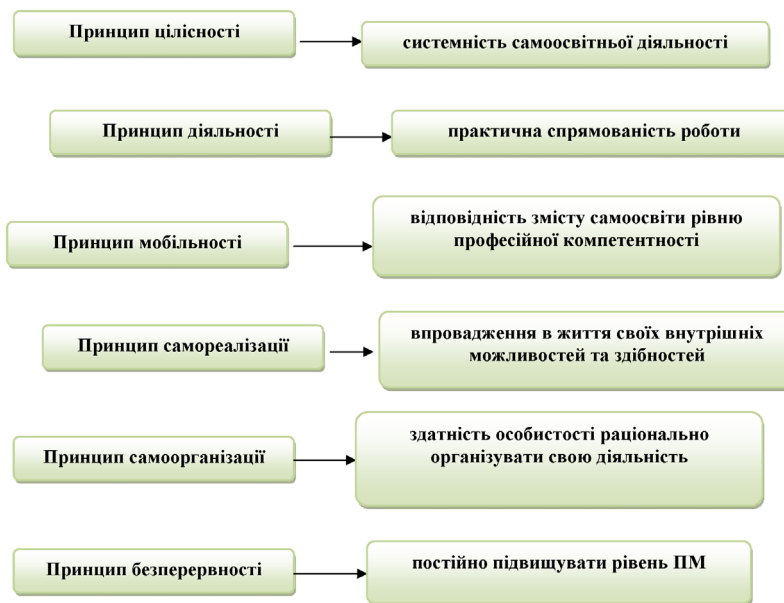 Принцип цілісності
системність самоосвітньої діяльності
Принцип діяльності
практична спрямованість роботи
Принцип мобільності
відповідність змісту самоосвіти рівню
професійної компетентності
Принцип самореалізації
впровадження в життя своїх внутрішніх
можливостей та здібностей
Принцип самоорганізації
здатність особистості раціонально
організувати свою діяльність
Принцип безперервності
постійно підвищувати рівень ПМ